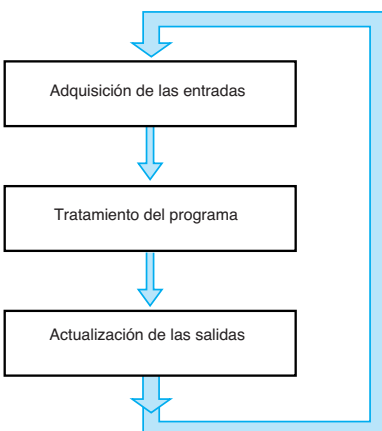 Adquisición de las entradas
Tratamiento del programa
Actualización de las salidas